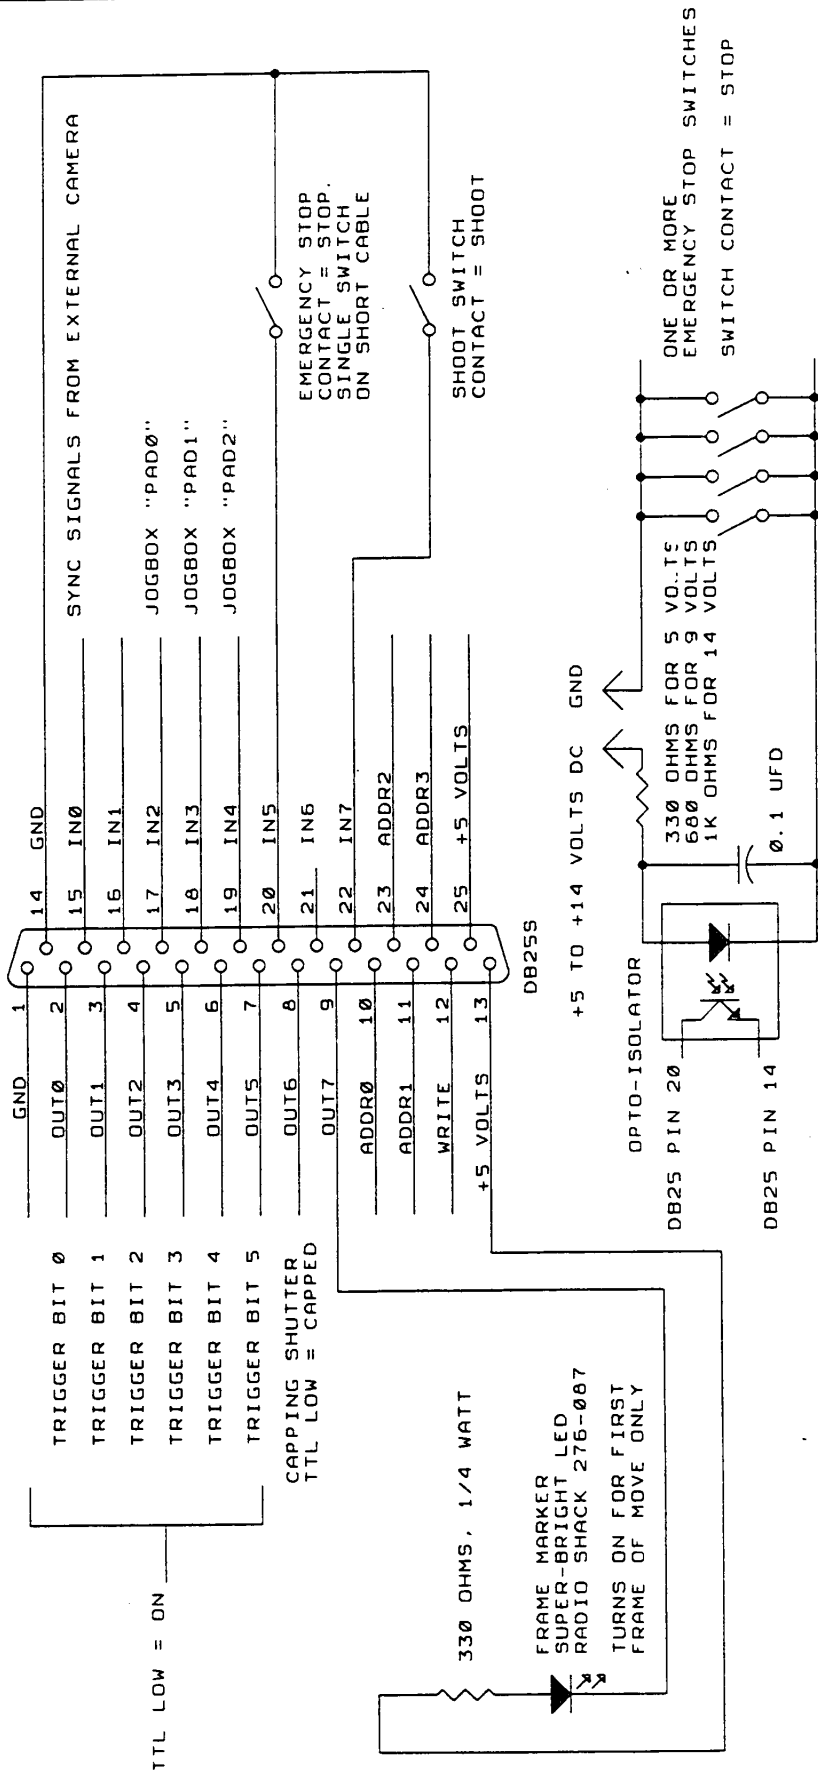 TTL LOW = ON
TRIGGER BIT 0
TRIGGER BIT 1
TRIGGER BIT 2
TRIGGER BIT 3
TRIGGER BIT 4
TRIGGER BIT 5
CAPPING SHUTTER
TTL LOW = CAPPED
GND 1
OUT0 2
OUT1 3
OUT2 4
OUT3 5
OUT4 6
OUT5 7
OUT6 8
OUT7 9
ADDR0 10
ADDR1 11
WRITE 12
+5 VOLTS 13
14 GND
15 IN0
16 IN1
17 IN2
18 IN3
19 IN4
20 IN5
21 IN6
22 IN7
23 ADDR2
24 ADDR3
25 +5 VOLTS
DB25S
SYNC SIGNALS FROM EXTERNAL CAMERA
JOGBOX "PAD0"
JOGBOX "PAD1"
JOGBOX "PAD2"
EMERGENCY STOP
CONTACT = STOP.
SINGLE SWITCH
ON SHORT CABLE
SHOOT SWITCH
CONTACT = SHOOT
330 OHMS, 1/4 WATT
FRAME MARKER
SUPER-BRIGHT LED
RADIO SHACK 276-087
TURNS ON FOR FIRST
FRAME OF MOVE ONLY
+5 TO +14 VOLTS DC GND
OPTO-ISOLATOR
DB25 PIN 20
DB25 PIN 14
330 OHMS FOR 5 VOLTS
680 OHMS FOR 9 VOLTS
1K OHMS FOR 14 VOLTS
0.1 UFD
ONE OR MORE
EMERGENCY STOP SWITCHES
SWITCH CONTACT = STOP